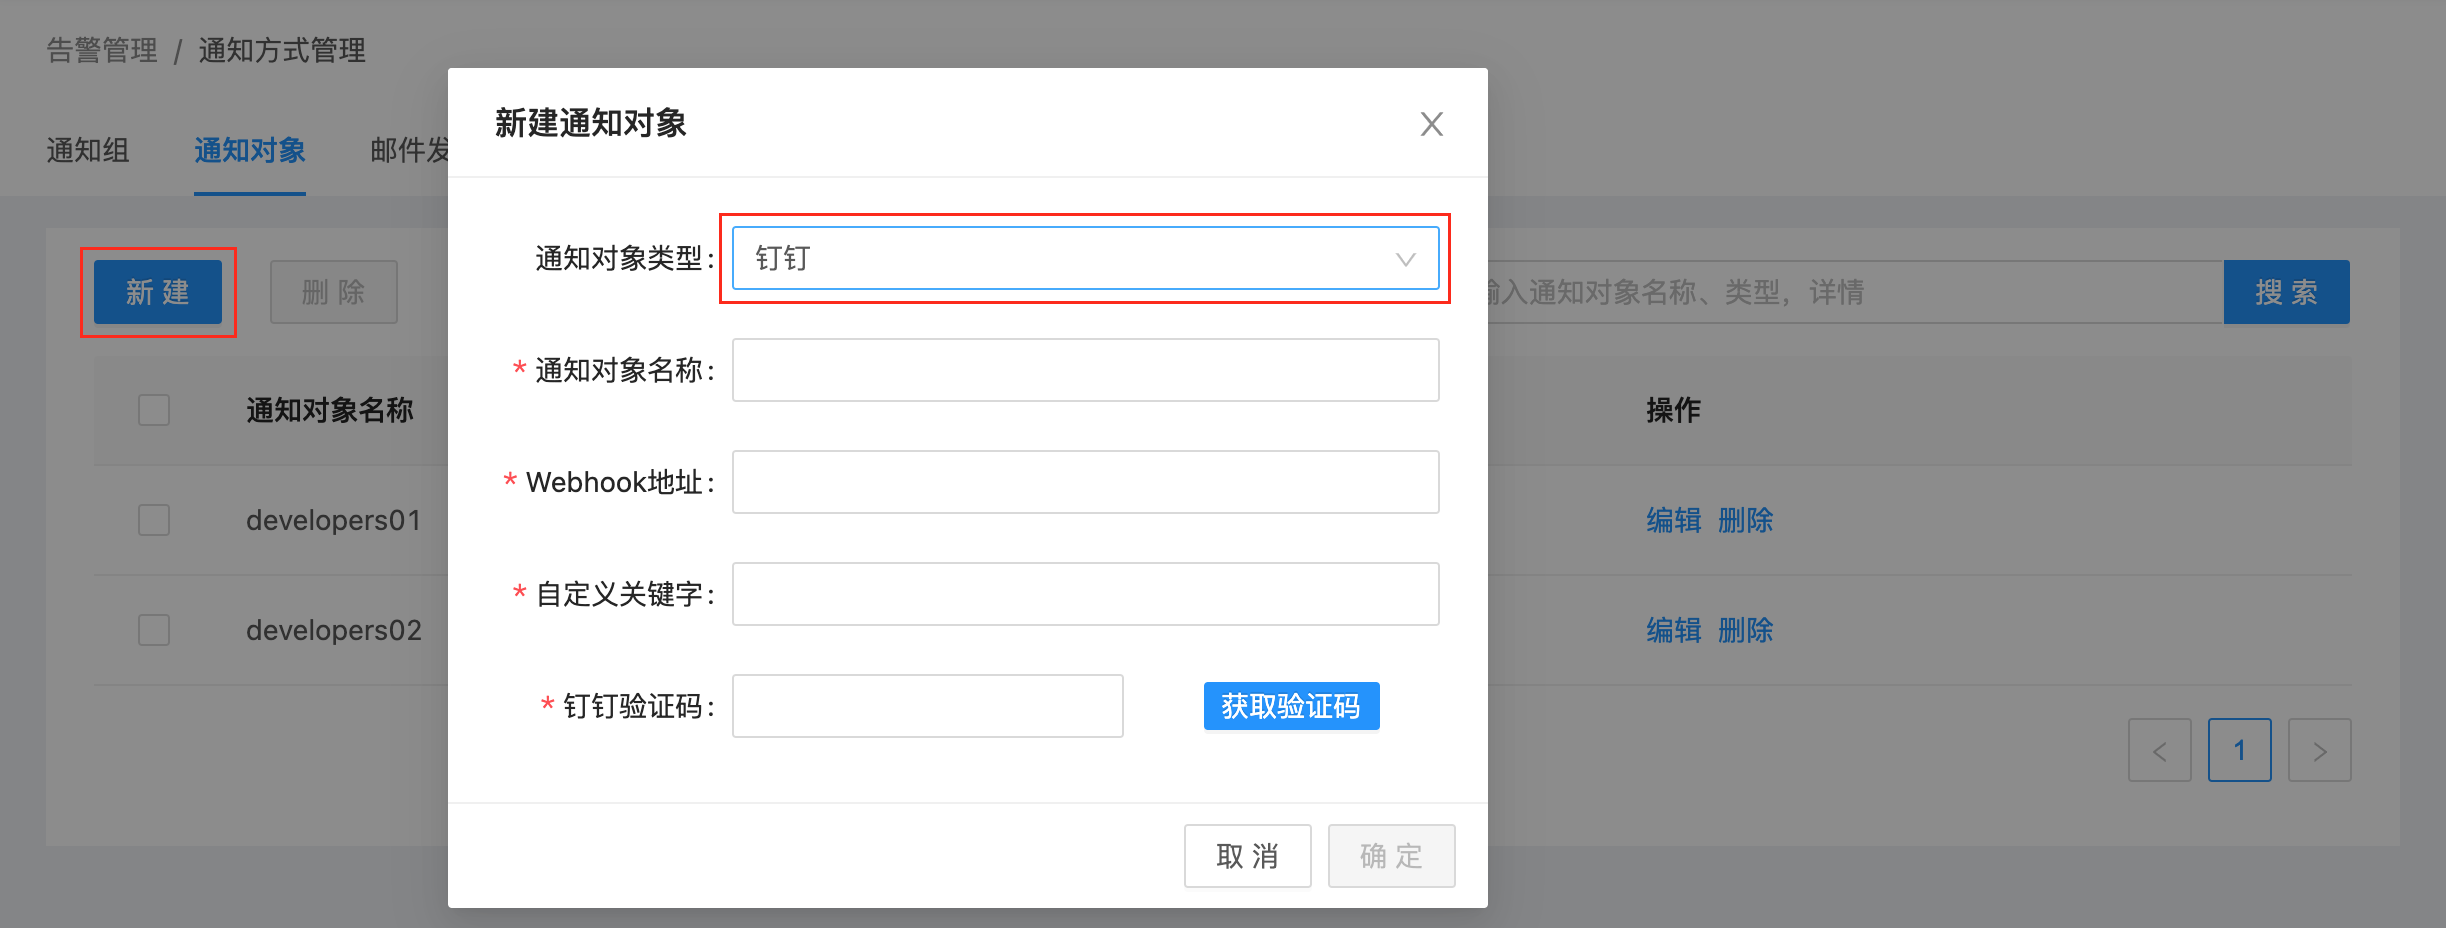 告警管理 / 通知方式管理
通知组 通知对象 邮件发
新建 删除
输入通知对象名称、类型，详情 搜索
通知对象名称 操作
developers01 编辑 删除
developers02 编辑 删除
< 1 >
新建通知对象
通知对象类型: 钉钉
* 通知对象名称:
* Webhook地址:
* 自定义关键字:
* 钉钉验证码: 获取验证码
取消 确定